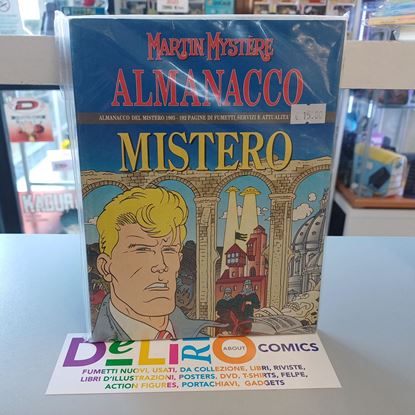 MARTIN MYSTÈRE
ALMANACCO
ALMANACCO DEL MISTERO 1995 - 192 PAGINE DI FUMETTI, SERVIZI E ATTUALITÀ
€ 15.00
MISTERO
DELIRO ABOUT COMICS
FUMETTI NUOVI, USATI, DA COLLEZIONE, LIBRI, RIVISTE,
LIBRI D'ILLUSTRAZIONI, POSTERS, DVD, T-SHIRTS, FELPE,
ACTION FIGURES, PORTACHIAVI, GADGETS